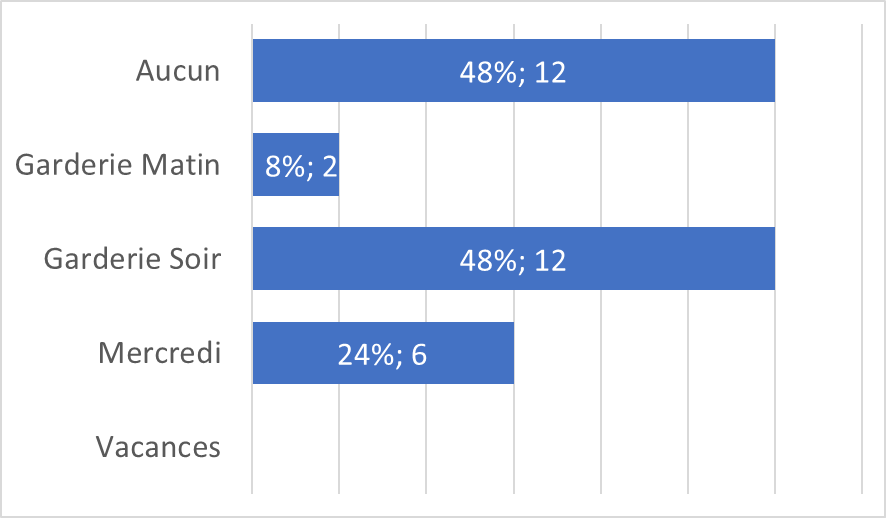 Aucun 48%; 12
Garderie Matin 8%; 2
Garderie Soir 48%; 12
Mercredi 24%; 6
Vacances